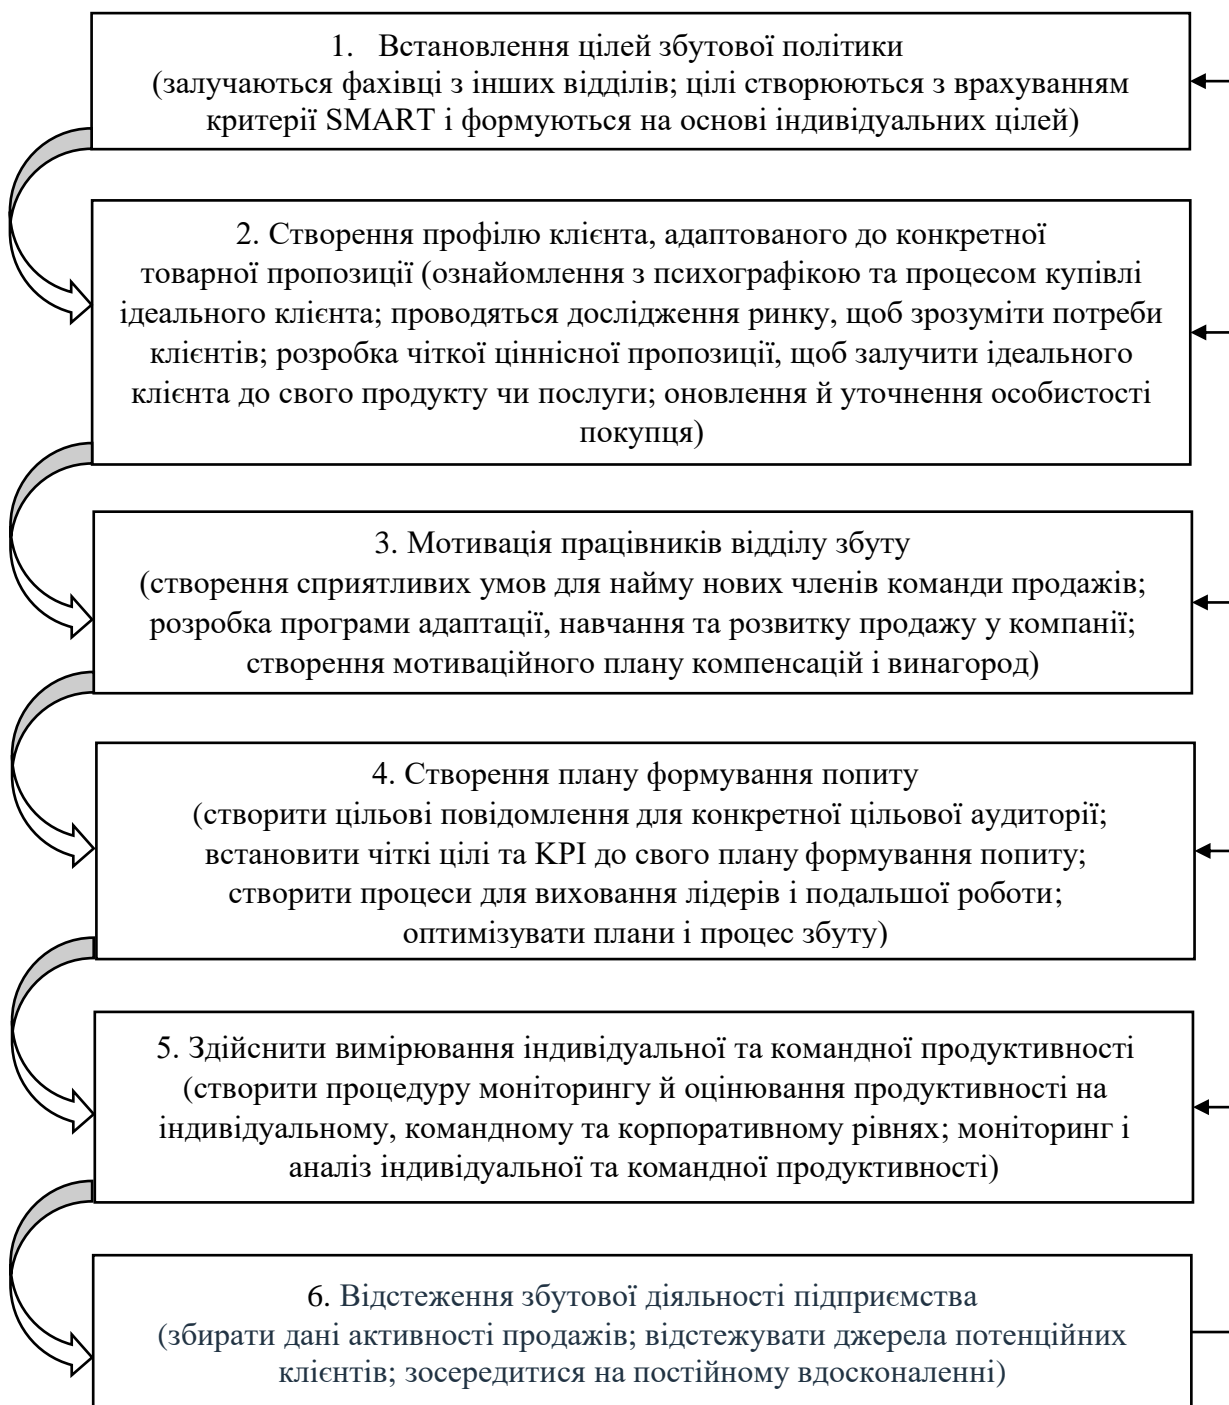 1. Встановлення цілей збутової політики
(залучаються фахівці з інших відділів; цілі створюються з врахуванням
критерії SMART і формуються на основі індивідуальних цілей)
2. Створення профілю клієнта, адаптованого до конкретної
товарної пропозиції (ознайомлення з психографікою та процесом купівлі
ідеального клієнта; проводяться дослідження ринку, щоб зрозуміти потреби
клієнтів; розробка чіткої ціннісної пропозиції, щоб залучити ідеального
клієнта до свого продукту чи послуги; оновлення й уточнення особистості
покупця)
3. Мотивація працівників відділу збуту
(створення сприятливих умов для найму нових членів команди продажів;
розробка програми адаптації, навчання та розвитку продажу у компанії;
створення мотиваційного плану компенсацій і винагород)
4. Створення плану формування попиту
(створити цільові повідомлення для конкретної цільової аудиторії;
встановити чіткі цілі та KPI до свого плану формування попиту;
створити процеси для виховання лідерів і подальшої роботи;
оптимізувати плани і процес збуту)
5. Здійснити вимірювання індивідуальної та командної продуктивності
(створити процедуру моніторингу й оцінювання продуктивності на
індивідуальному, командному та корпоративному рівнях; моніторинг і
аналіз індивідуальної та командної продуктивності)
6. Відстеження збутової діяльності підприємства
(збирати дані активності продажів; відстежувати джерела потенційних
клієнтів; зосередитися на постійному вдосконаленні)